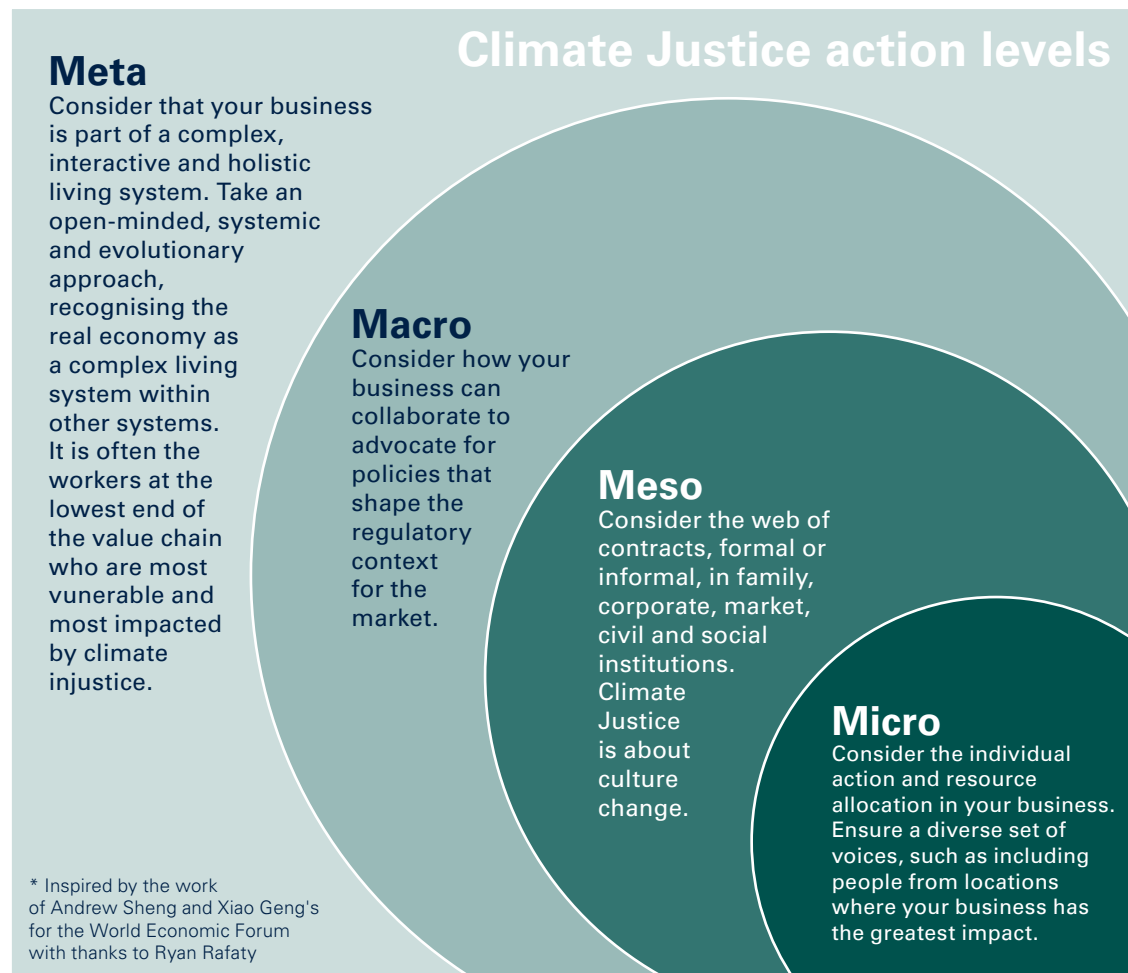 Climate Justice action levels
Meta
Consider that your business
is part of a complex,
interactive and holistic
living system. Take an
open-minded, systemic
and evolutionary
approach,
recognising the
real economy as
a complex living
system within
other systems.
It is often the
workers at the
lowest end of
the value chain
who are most
vunerable and
most impacted
by climate
injustice.
Macro
Consider how your
business can
collaborate to
advocate for
policies that
shape the
regulatory
context
for the
market.
Meso
Consider the web of
contracts, formal or
informal, in family,
corporate, market,
civil and social
institutions.
Climate
Justice
is about
culture
change.
Micro
Consider the individual
action and resource
allocation in your business.
Ensure a diverse set of
voices, such as including
people from locations
where your business has
the greatest impact.
* Inspired by the work
of Andrew Sheng and Xiao Geng's
for the World Economic Forum
with thanks to Ryan Rafaty